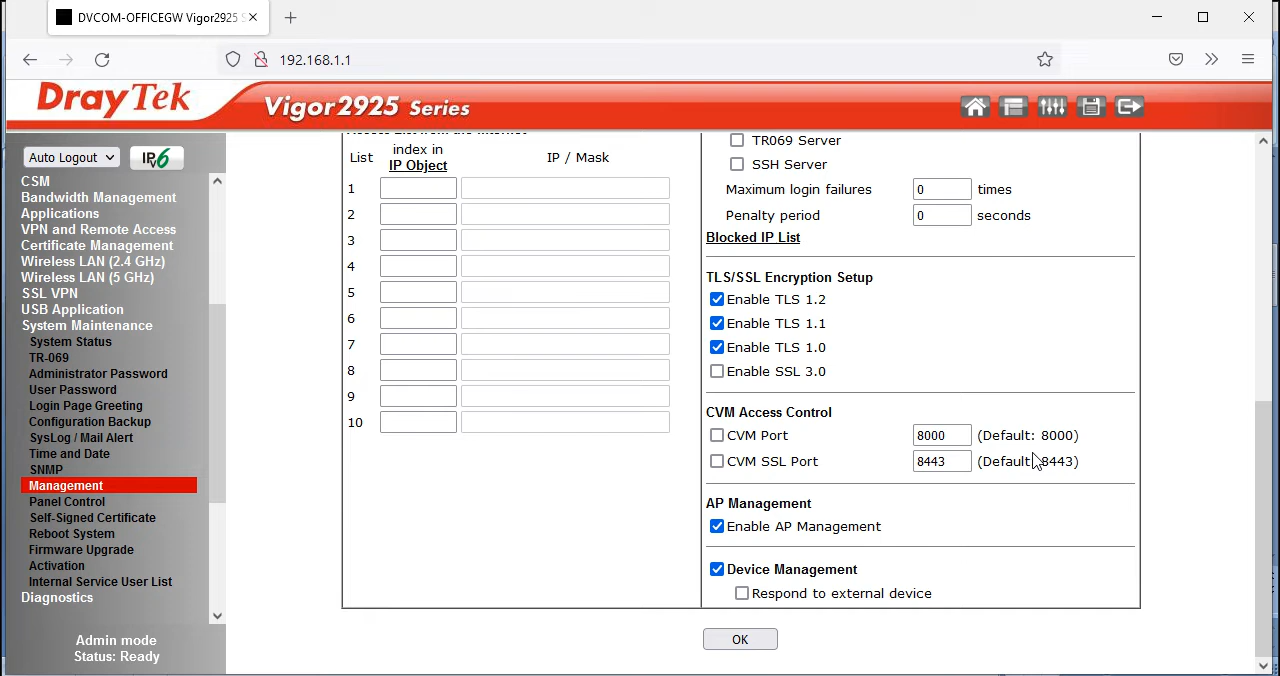 DVCOM-OFFICEGW Vigor2925 S
192.168.1.1
DrayTek
Vigor2925 Series
Auto Logout
IPv6
CSM
Bandwidth Management
Applications
VPN and Remote Access
Certificate Management
Wireless LAN (2.4 GHz)
Wireless LAN (5 GHz)
SSL VPN
USB Application
System Maintenance
System Status
TR-069
Administrator Password
User Password
Login Page Greeting
Configuration Backup
SysLog / Mail Alert
Time and Date
SNMP
Management
Panel Control
Self-Signed Certificate
Reboot System
Firmware Upgrade
Activation
Internal Service User List
Diagnostics
Admin mode
Status: Ready
Access List from the Internet
List
index in
IP Object
IP / Mask
1
2
3
4
5
6
7
8
9
10
TR069 Server
SSH Server
Maximum login failures 0 times
Penalty period 0 seconds
Blocked IP List
TLS/SSL Encryption Setup
Enable TLS 1.2
Enable TLS 1.1
Enable TLS 1.0
Enable SSL 3.0
CVM Access Control
CVM Port 8000 (Default: 8000)
CVM SSL Port 8443 (Default: 8443)
AP Management
Enable AP Management
Device Management
Respond to external device
OK